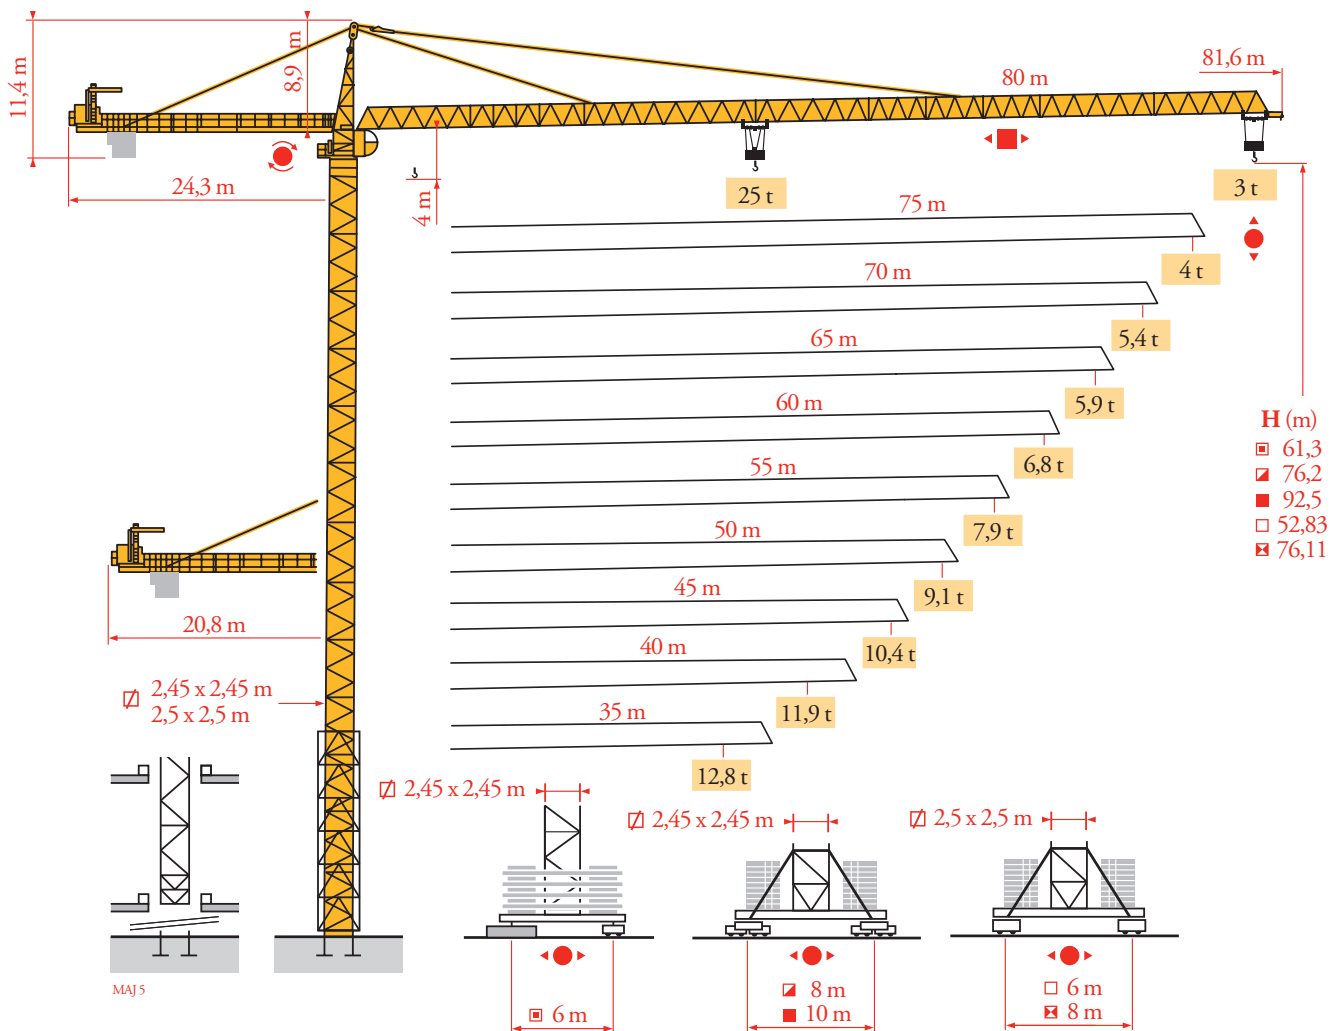 11,4 m
8,9 m
80 m
81,6 m
24,3 m
4 m
25 t
3 t
75 m
4 t
70 m
5,4 t
65 m
5,9 t
60 m
6,8 t
H (m)
61,3
76,2
92,5
52,83
76,11
55 m
7,9 t
50 m
9,1 t
45 m
10,4 t
20,8 m
40 m
11,9 t
2,45 x 2,45 m
2,5 x 2,5 m
35 m
12,8 t
2,45 x 2,45 m
2,45 x 2,45 m
2,5 x 2,5 m
MAJ 5
6 m
8 m
10 m
6 m
8 m